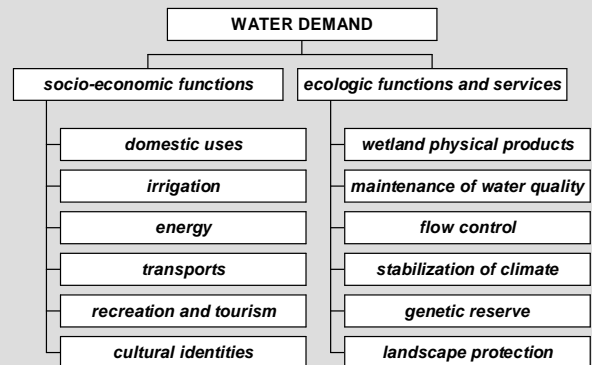 WATER DEMAND
socio-economic functions
ecologic functions and services
domestic uses
irrigation
energy
transports
recreation and tourism
cultural identities
wetland physical products
maintenance of water quality
flow control
stabilization of climate
genetic reserve
landscape protection